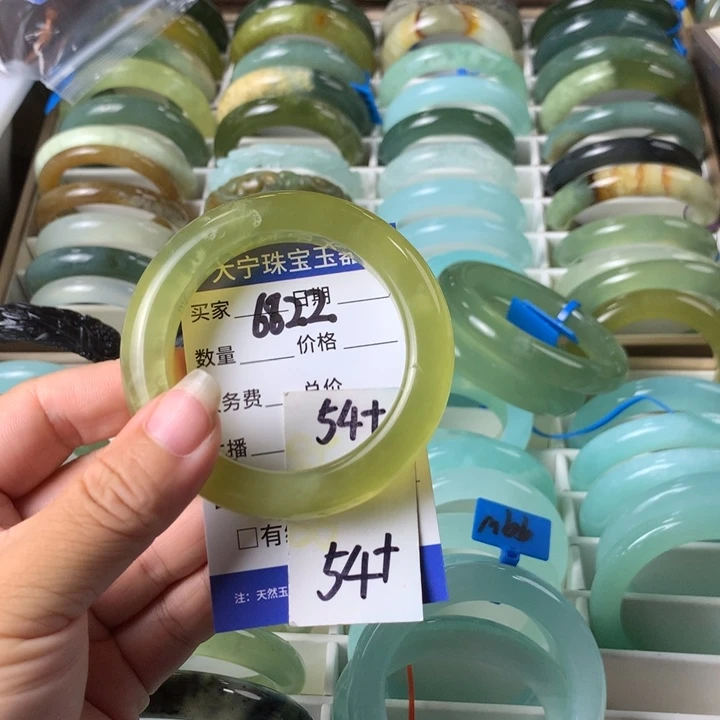 大宁珠宝玉器
买家 6822 日期
数量 价格
务费 总价
54+
播
□有
54+
注：天然玉